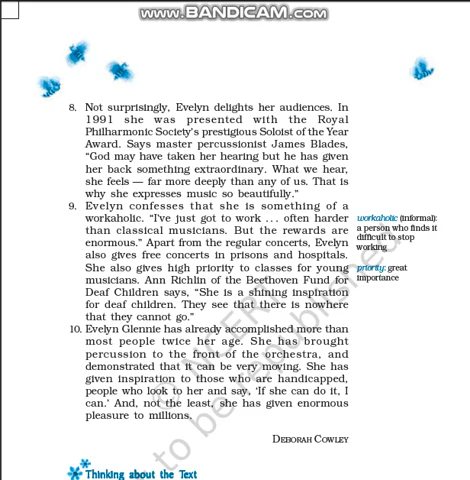 www.BANDICAM.com
8. Not surprisingly, Evelyn delights her audiences. In
1991 she was presented with the Royal
Philharmonic Society's prestigious Soloist of the Year
Award. Says master percussionist James Blades,
“God may have taken her hearing but he has given
her back something extraordinary. What we hear,
she feels — far more deeply than any of us. That is
why she expresses music so beautifully.”
9. Evelyn confesses that she is something of a
workaholic. “I've just got to work . . . often harder
than classical musicians. But the rewards are
enormous.” Apart from the regular concerts, Evelyn
also gives free concerts in prisons and hospitals.
She also gives high priority to classes for young
musicians. Ann Richlin of the Beethoven Fund for
Deaf Children says, “She is a shining inspiration
for deaf children. They see that there is nowhere
that they cannot go.”
workaholic (informal):
a person who finds it
difficult to stop
working
priority: great
importance
10. Evelyn Glennie has already accomplished more than
most people twice her age. She has brought
percussion to the front of the orchestra, and
demonstrated that it can be very moving. She has
given inspiration to those who are handicapped,
people who look to her and say, ‘If she can do it, I
can.’ And, not the least, she has given enormous
pleasure to millions.
DEBORAH COWLEY
Thinking about the Text
© NCERT
to be republished